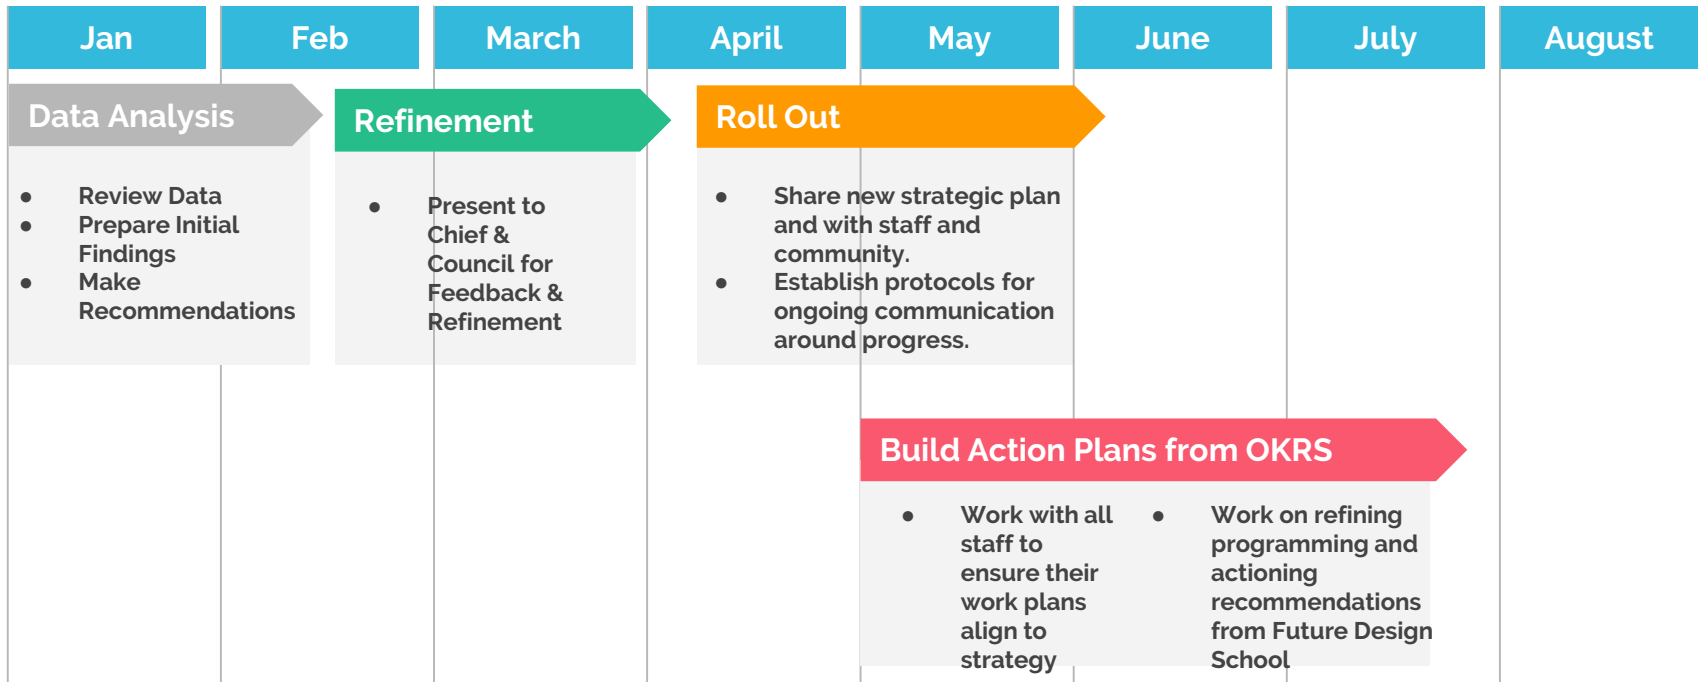 Jan
Feb
March
April
May
June
July
August
Data Analysis
● Review Data
● Prepare Initial
Findings
● Make
Recommendations
Refinement
● Present to
Chief &
Council for
Feedback &
Refinement
Roll Out
● Share new strategic plan
and with staff and
community.
● Establish protocols for
ongoing communication
around progress.
Build Action Plans from OKRS
● Work with all
staff to
ensure their
work plans
align to
strategy
● Work on refining
programming and
actioning
recommendations
from Future Design
School